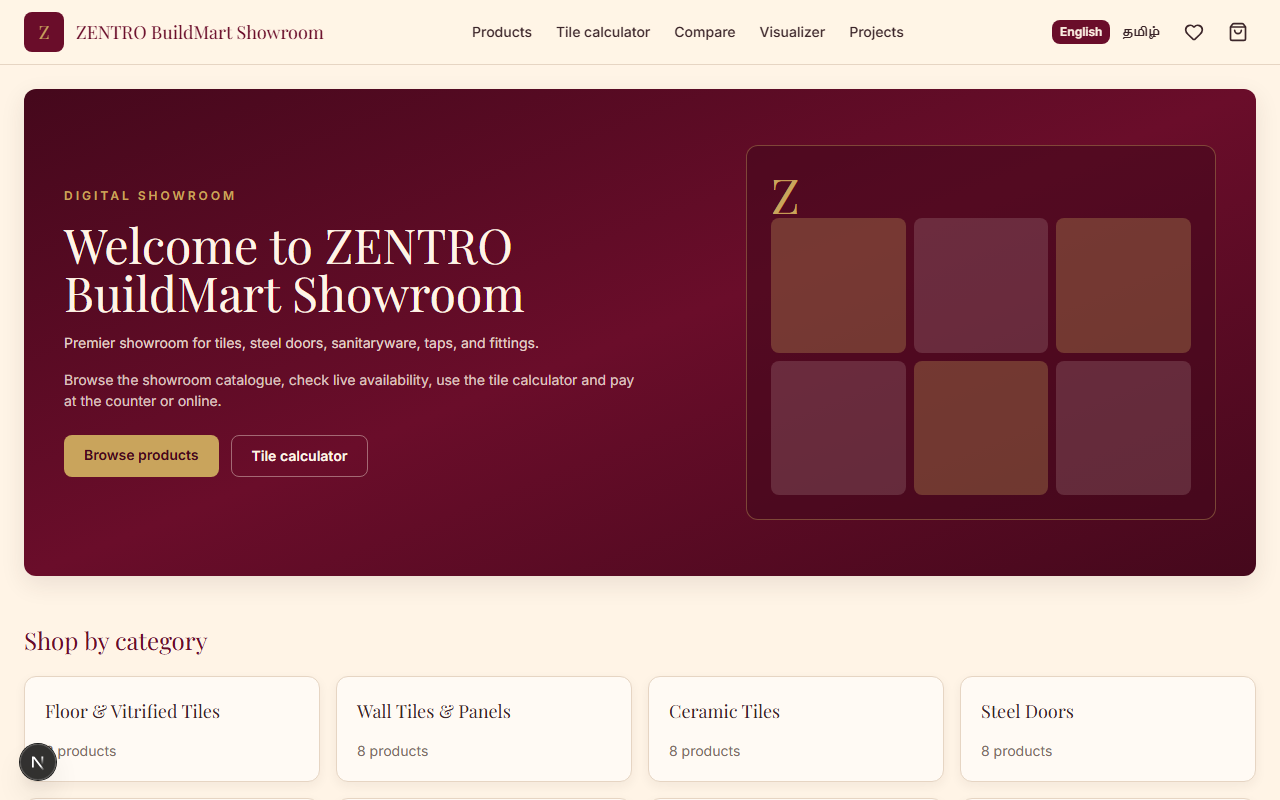 Z
ZENTRO BuildMart Showroom
Products
Tile calculator
Compare
Visualizer
Projects
English
தமிழ்
DIGITAL SHOWROOM
Welcome to ZENTRO
BuildMart Showroom
Premier showroom for tiles, steel doors, sanitaryware, taps, and fittings.
Browse the showroom catalogue, check live availability, use the tile calculator and pay
at the counter or online.
Browse products
Tile calculator
Z
Shop by category
Floor & Vitrified Tiles
products
Wall Tiles & Panels
8 products
Ceramic Tiles
8 products
Steel Doors
8 products
N